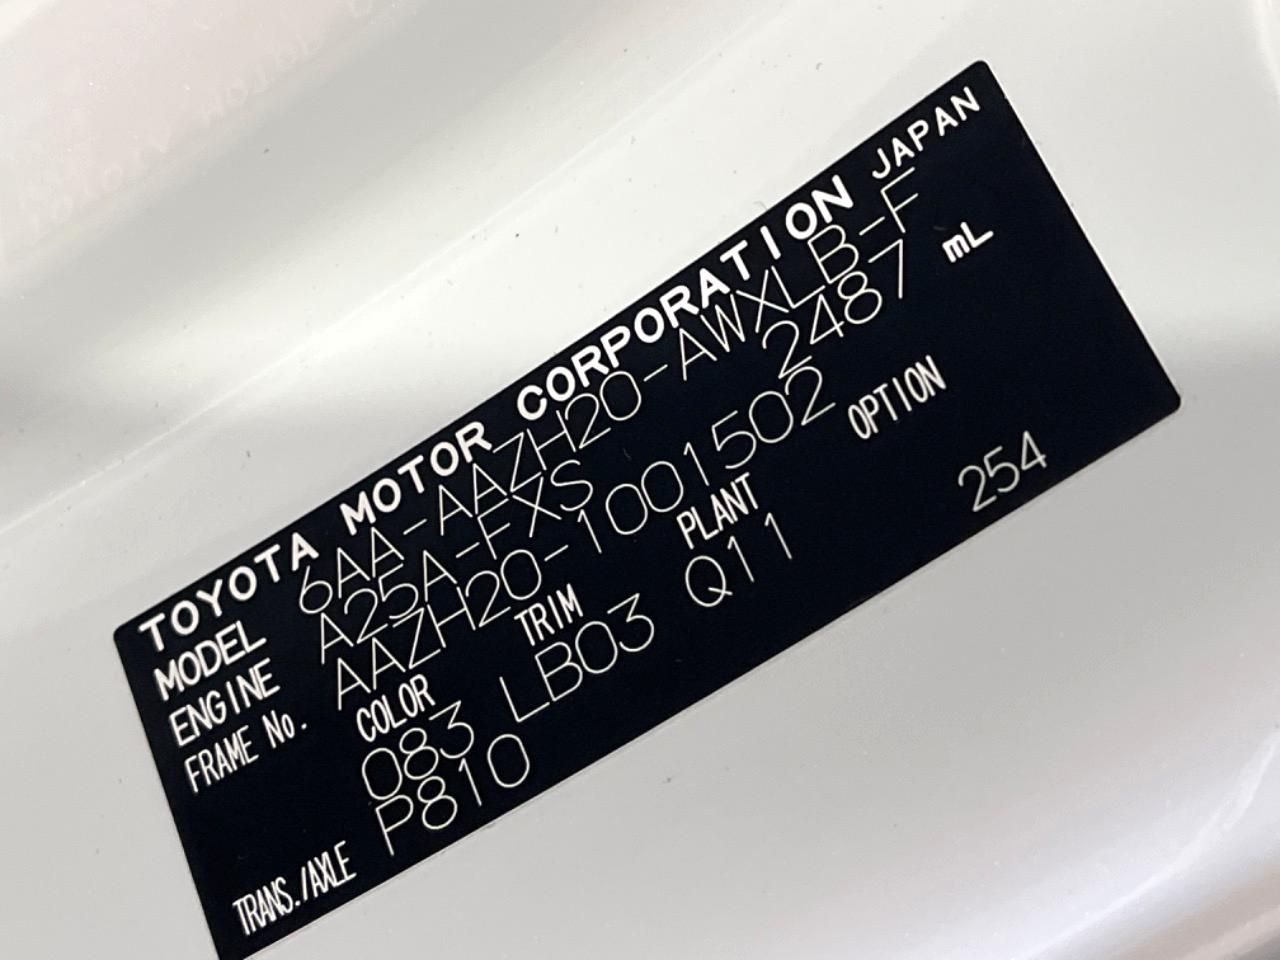 TOYOTA MOTOR CORPORATION JAPAN
MODEL 6AA-AAZH20-AWXLB-F
ENGINE A25A-FXS 2487 mL
FRAME No. AAZH20-1001502
COLOR TRIM PLANT OPTION
083 LB03 Q11 254
TRANS./AXLE P810